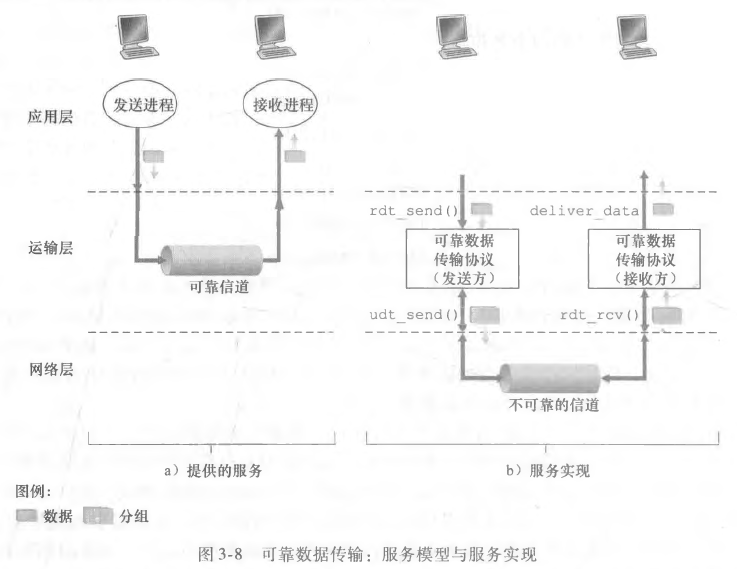 应用层
发送进程
接收进程
rdt_send()
deliver_data
运输层
可靠信道
可靠数据
传输协议
（发送方）
可靠数据
传输协议
（接收方）
udt_send()
rdt_rcv()
网络层
不可靠的信道
a）提供的服务
b）服务实现
图例：
数据
分组
图3-8 可靠数据传输：服务模型与服务实现